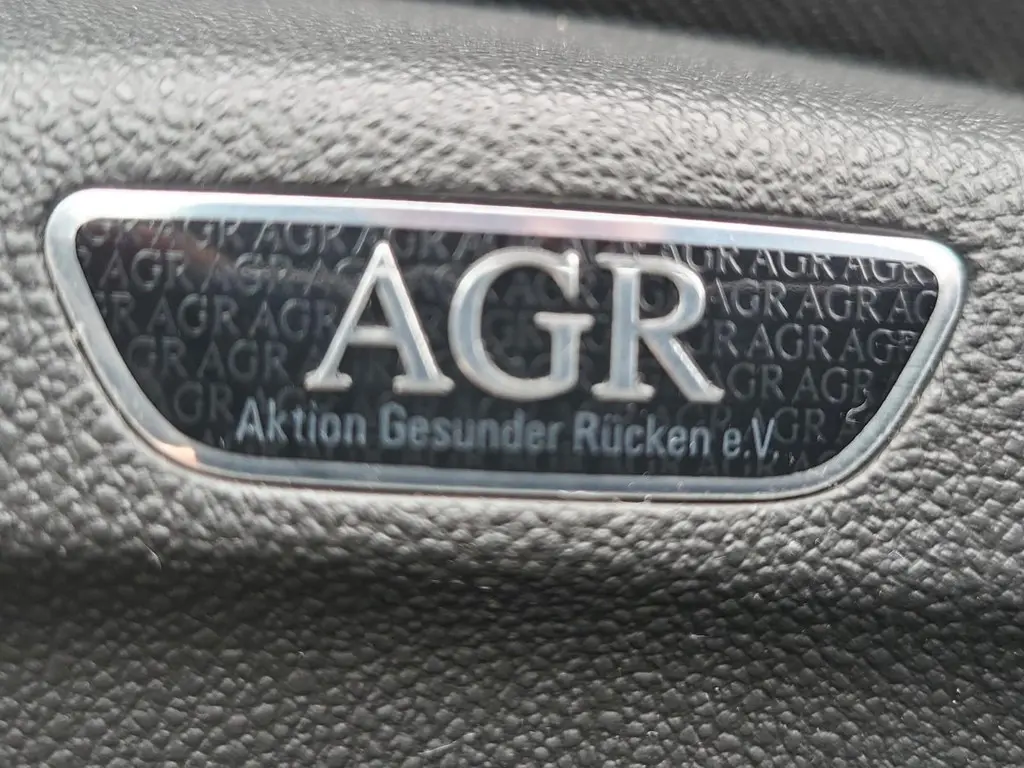 AGR
Aktion Gesunder Rücken e.V.